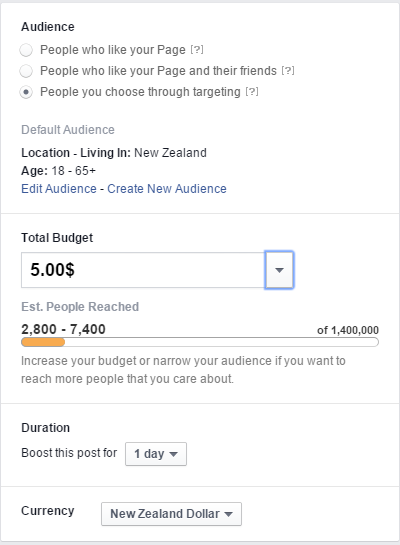 Audience
People who like your Page [?]
People who like your Page and their friends [?]
People you choose through targeting [?]
Default Audience
Location - Living In: New Zealand
Age: 18 - 65+
Edit Audience - Create New Audience
Total Budget
5.00$
Est. People Reached
2,800 - 7,400 of 1,400,000
Increase your budget or narrow your audience if you want to
reach more people that you care about.
Duration
Boost this post for 1 day
Currency New Zealand Dollar